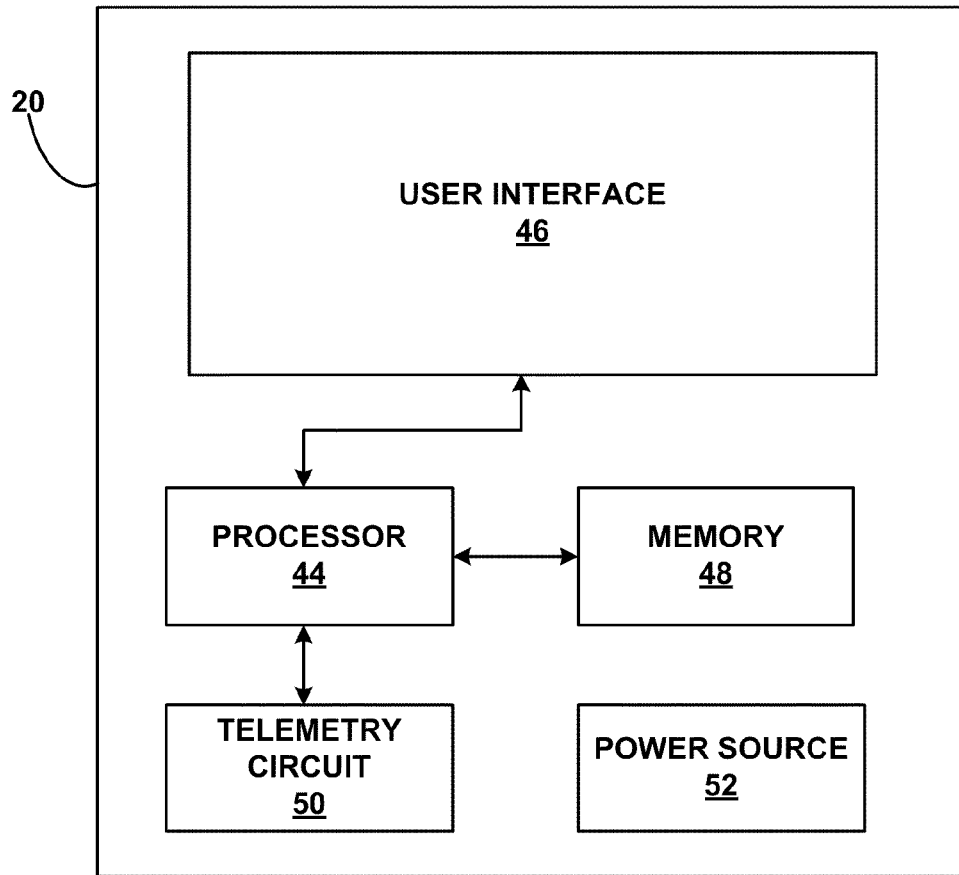 20
USER INTERFACE
46
PROCESSOR
44
MEMORY
48
TELEMETRY
CIRCUIT
50
POWER SOURCE
52